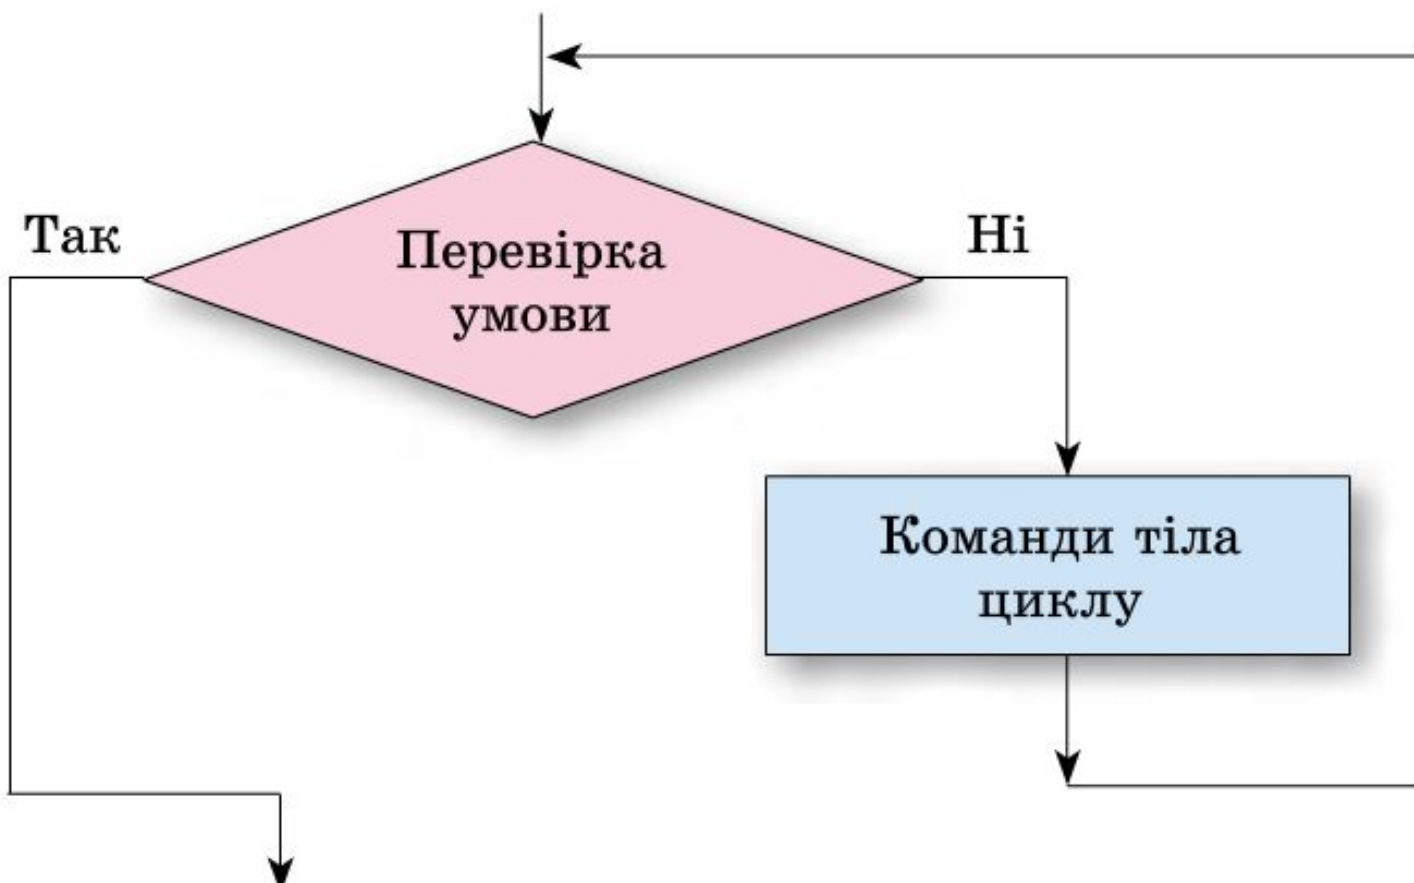 Так
Ні
Перевірка
умови
Команди тіла
циклу